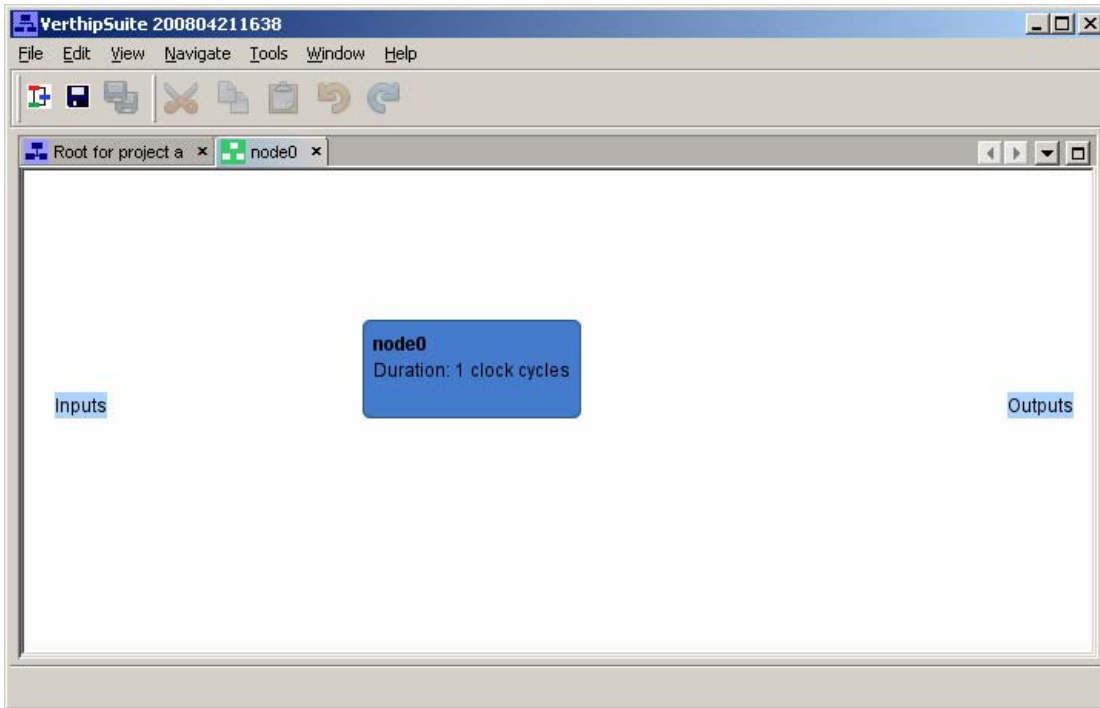 VerthipSuite 200804211638
File Edit View Navigate Tools Window Help
Root for project a node0
node0
Duration: 1 clock cycles
Inputs
Outputs